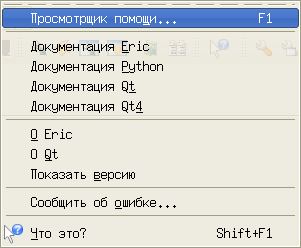 Просмотрщик помощи... F1
Документация Eric
Документация Python
Документация Qt
Документация Qt4
О Eric
О Qt
Показать версию
Сообщить об ошибке...
Что это? Shift+F1